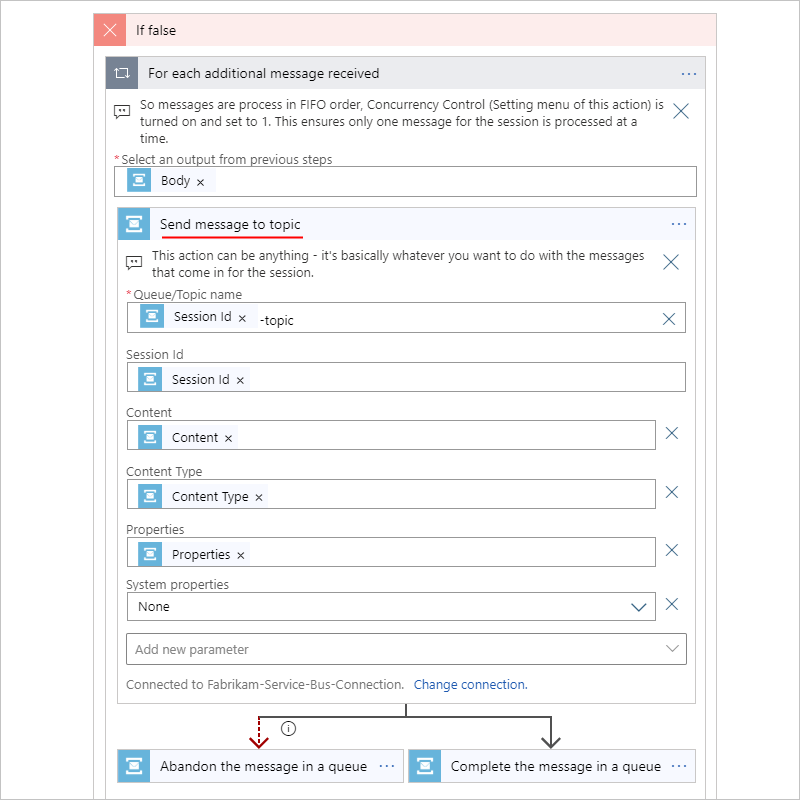 If false
For each additional message received
So messages are process in FIFO order, Concurrency Control (Setting menu of this action) is
turned on and set to 1. This ensures only one message for the session is processed at a
time.
*Select an output from previous steps
Body
Send message to topic
This action can be anything - it's basically whatever you want to do with the messages
that come in for the session.
*Queue/Topic name
Session Id -topic
Session Id
Session Id
Content
Content
Content Type
Content Type
Properties
Properties
System properties
None
Add new parameter
Connected to Fabrikam-Service-Bus-Connection. Change connection.
Abandon the message in a queue
Complete the message in a queue